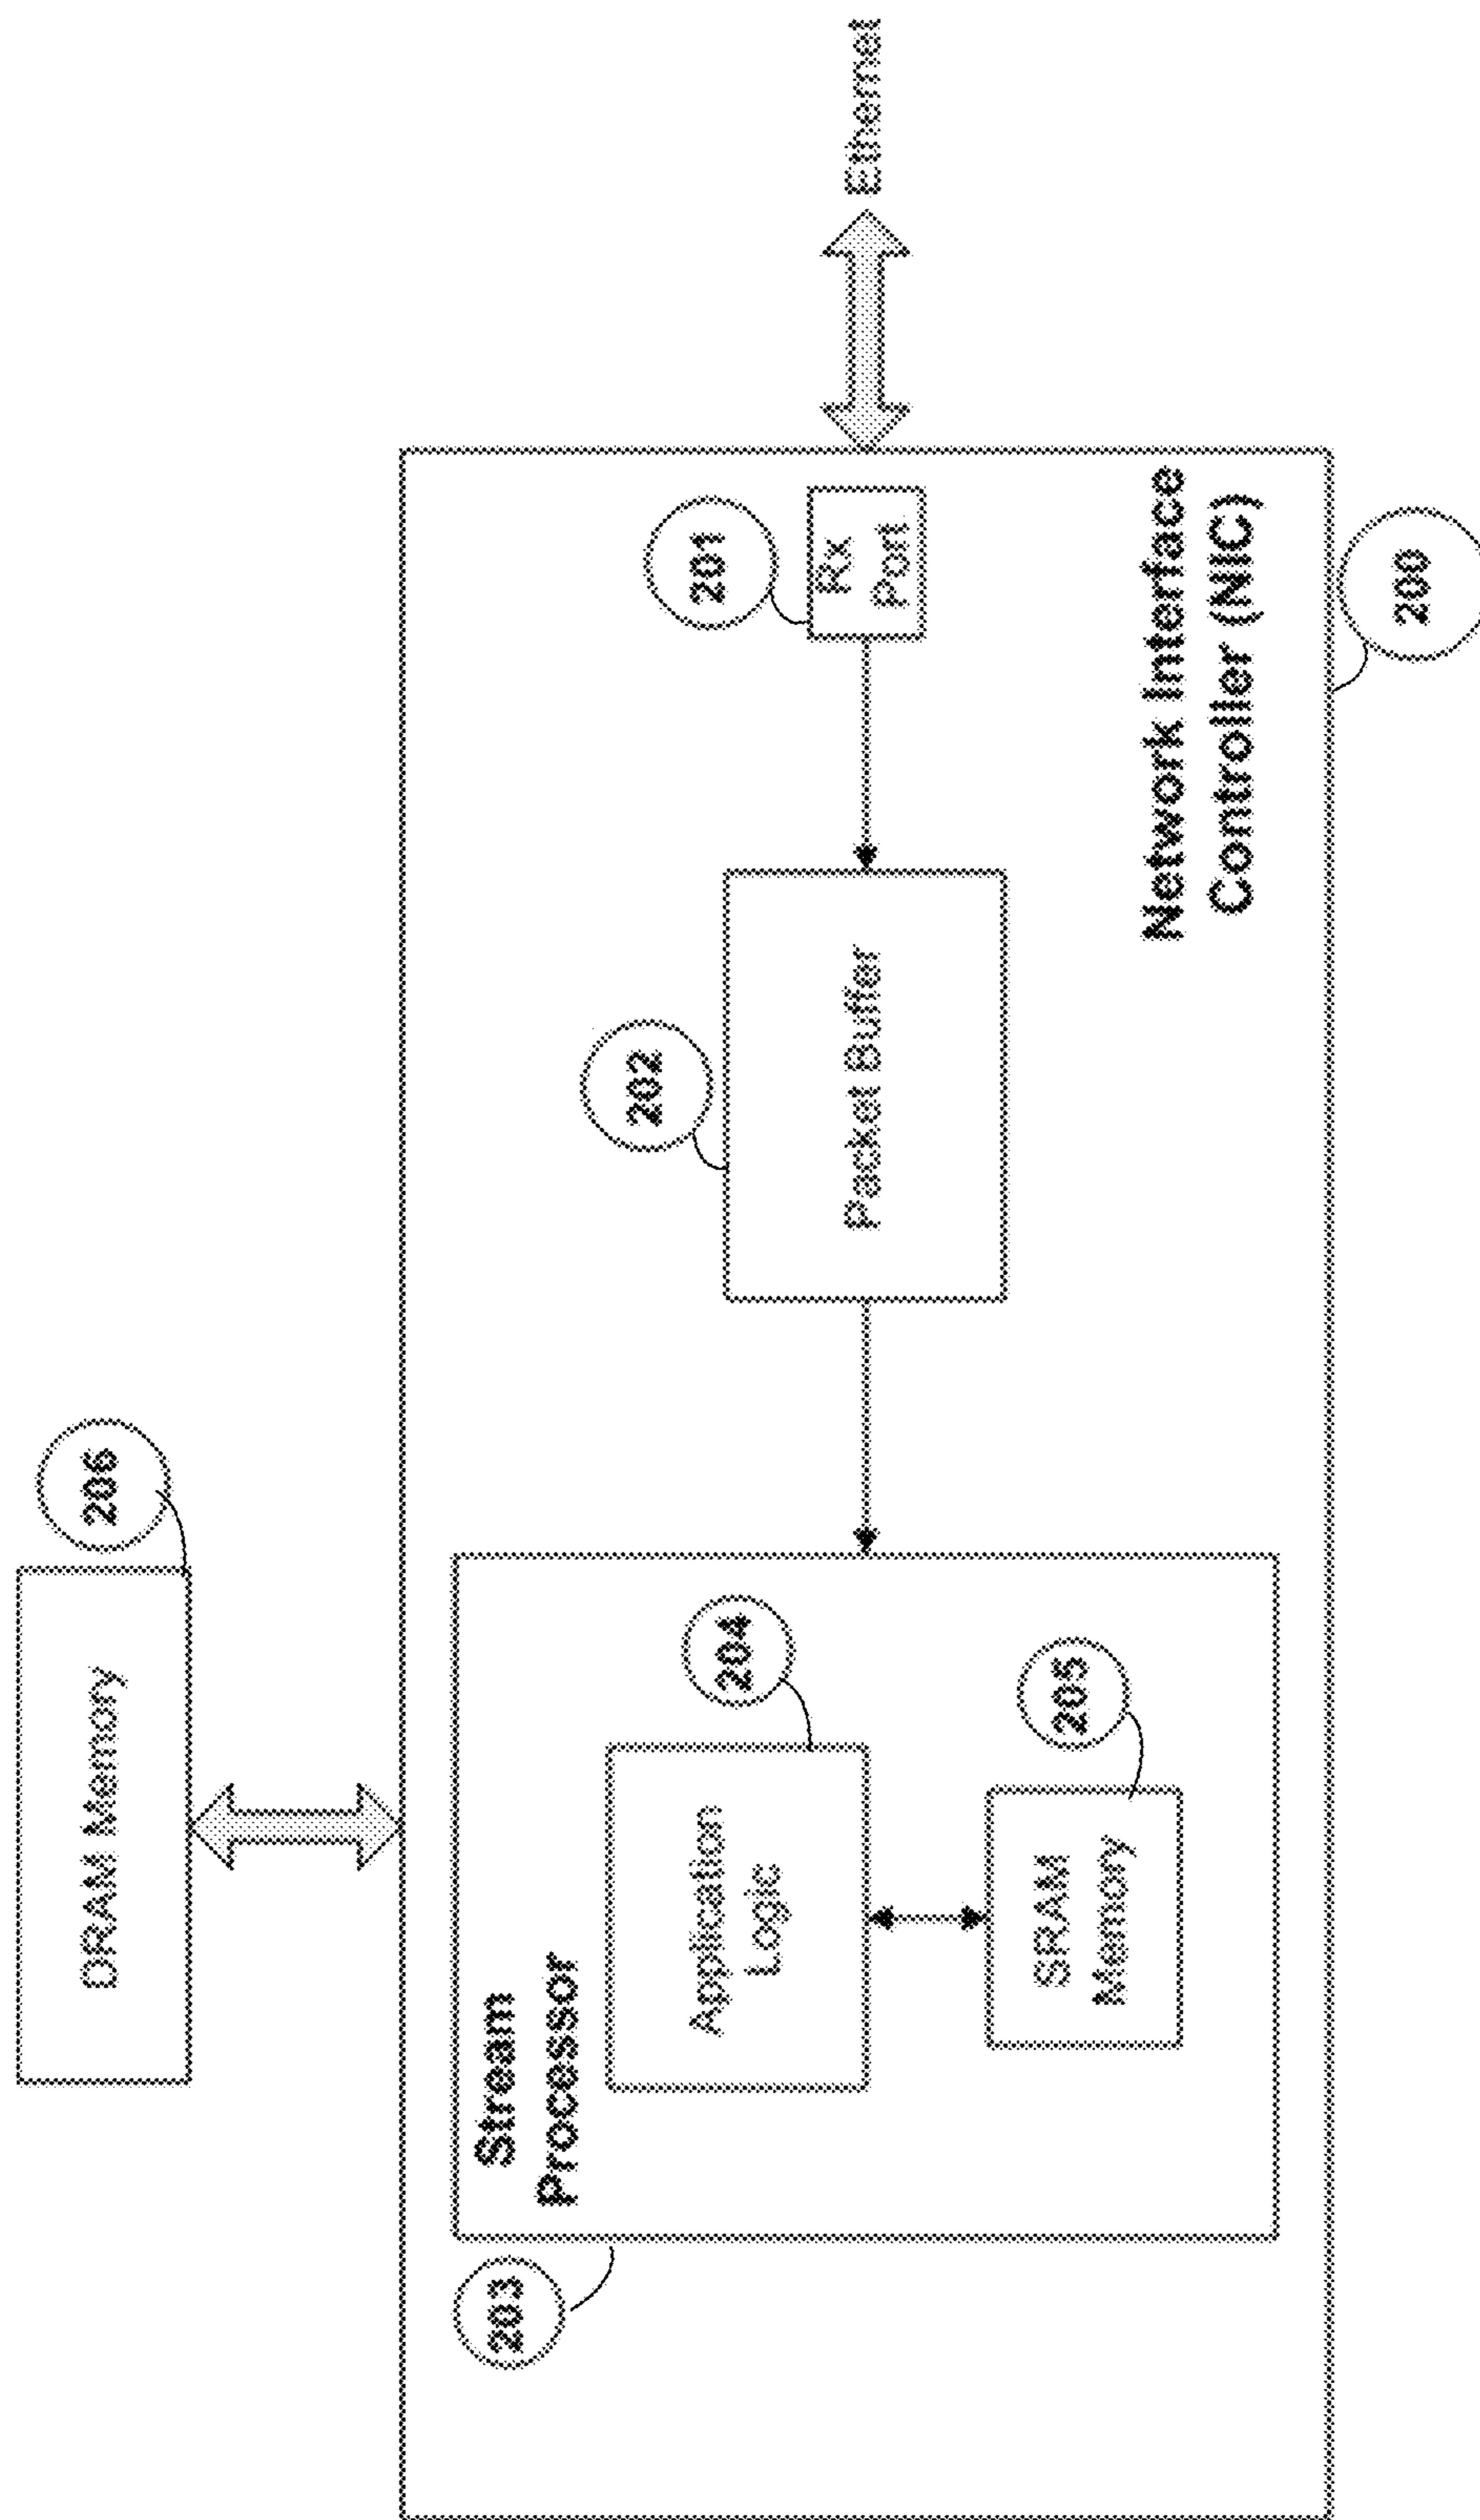 DRAM Memory
206
Stream
Processor
203
Application
Logic
204
SRAM
Memory
205
Packet Buffer
202
Rx
Port
201
Ethernet
Network Interface
Controller (NIC)
200